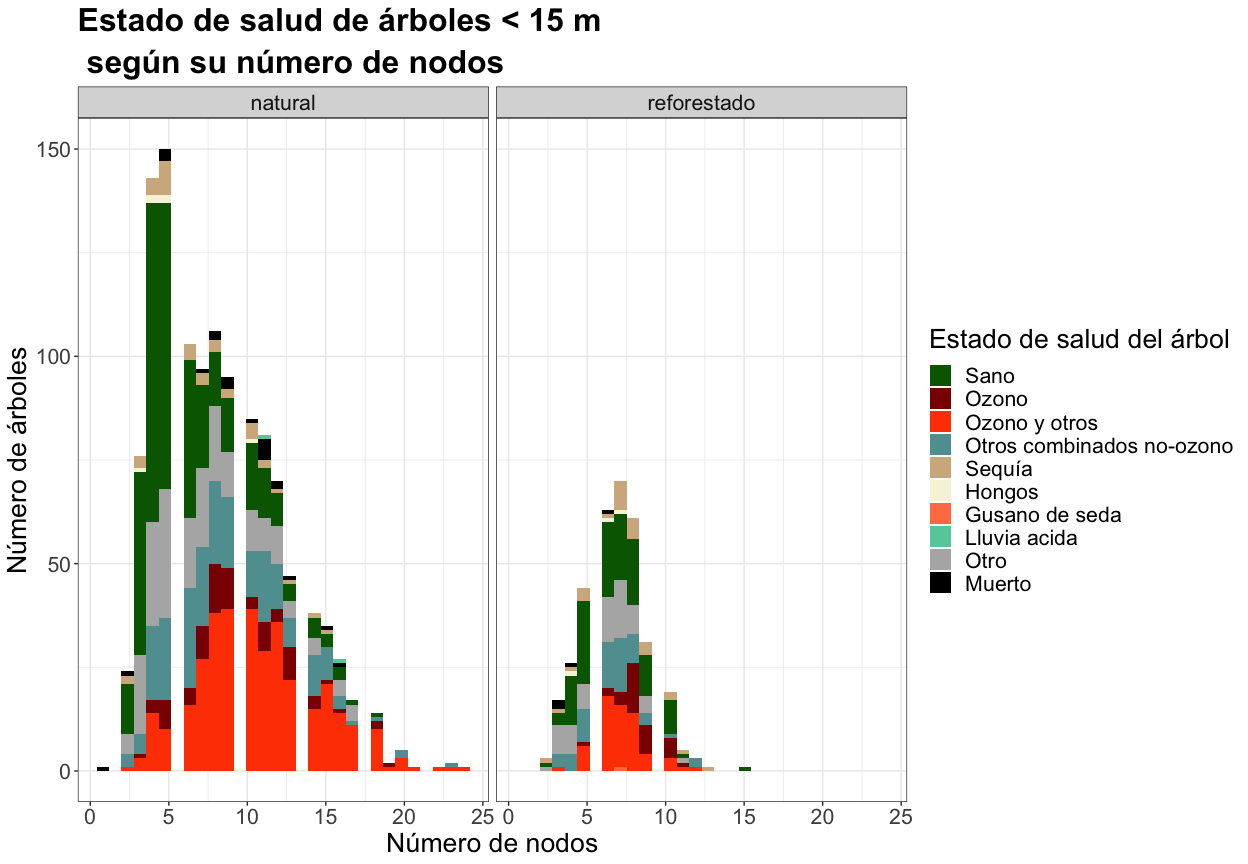 Estado de salud de árboles < 15 m
según su número de nodos
natural
reforestado
150
100
50
0
Número de árboles
0 5 10 15 20 25
0 5 10 15 20 25
Número de nodos
Estado de salud del árbol
Sano
Ozono
Ozono y otros
Otros combinados no-ozono
Sequía
Hongos
Gusano de seda
Lluvia acida
Otro
Muerto